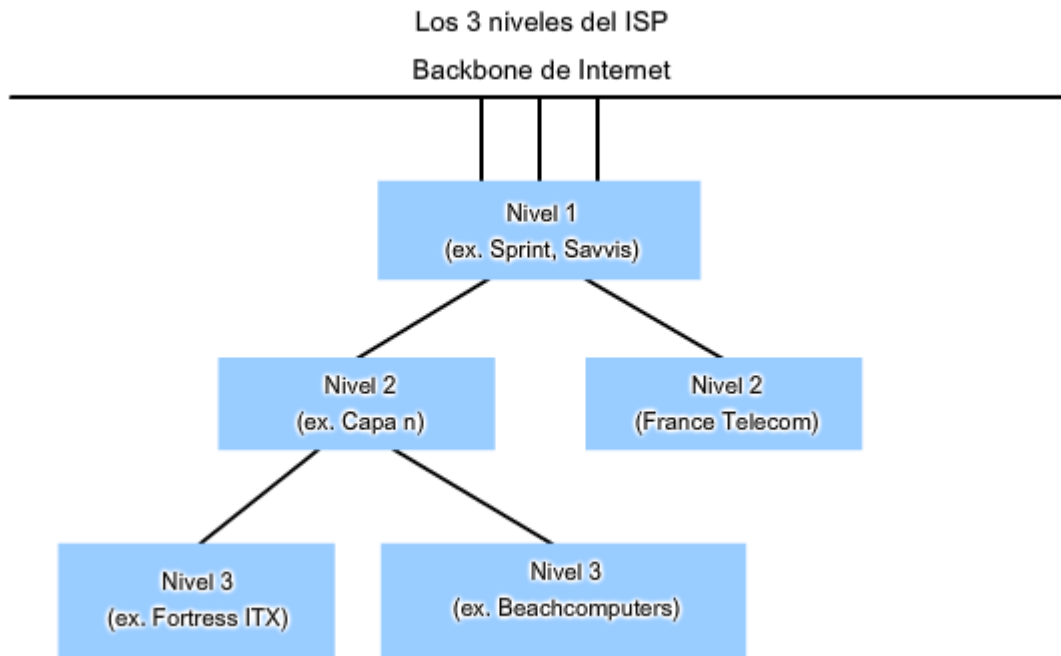 Los 3 niveles del ISP
Backbone de Internet
Nivel 1
(ex. Sprint, Savvis)
Nivel 2
(ex. Capa n)
Nivel 2
(France Telecom)
Nivel 3
(ex. Fortress ITX)
Nivel 3
(ex. Beachcomputers)